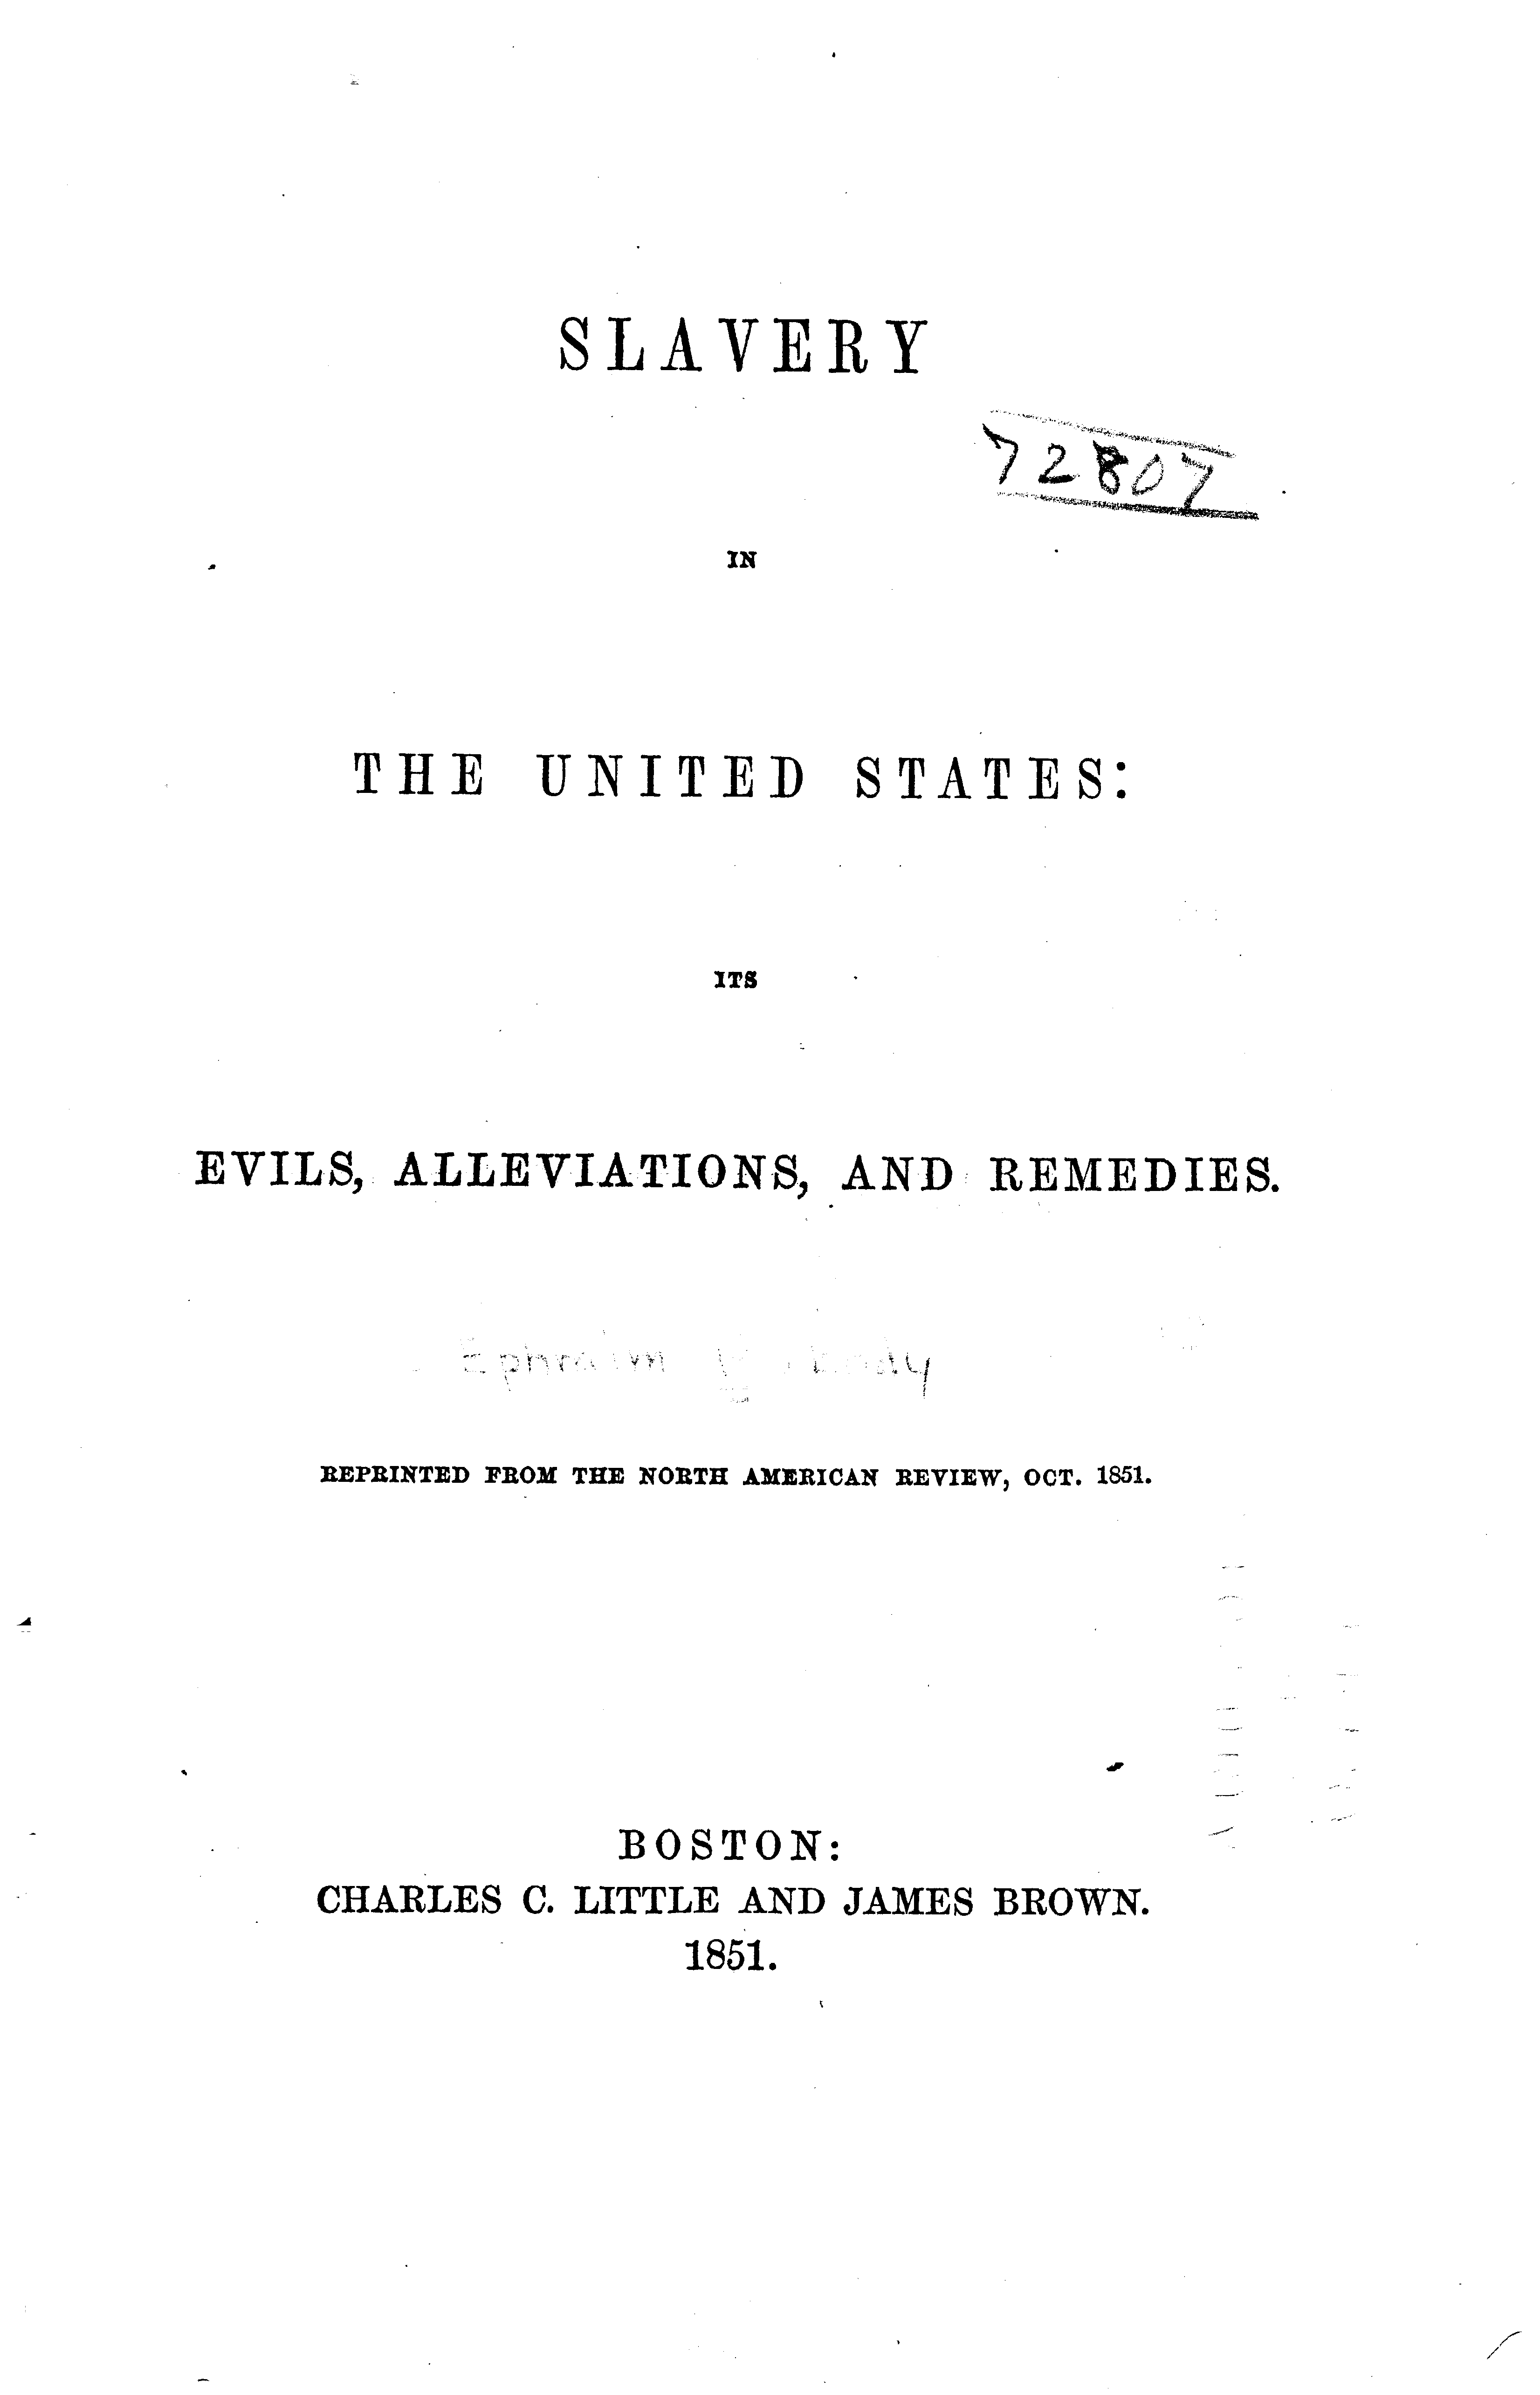 SLAVERY
72807
IN
THE UNITED STATES:
ITS
EVILS, ALLEVIATIONS, AND REMEDIES.
Ephraim
REPRINTED FROM THE NORTH AMERICAN REVIEW, OCT. 1851.
BOSTON:
CHARLES C. LITTLE AND JAMES BROWN.
1851.